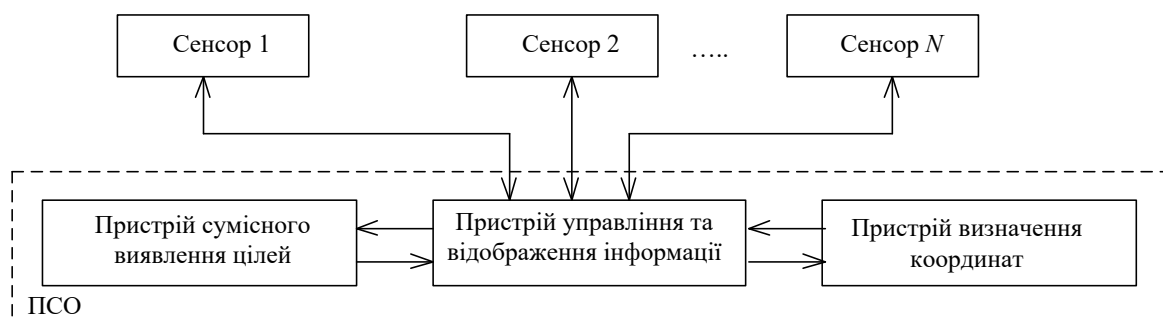 Сенсор 1
Сенсор 2
.....
Сенсор N
Пристрій сумісного
виявлення цілей
Пристрій управління та
відображення інформації
Пристрій визначення
координат
ПСО